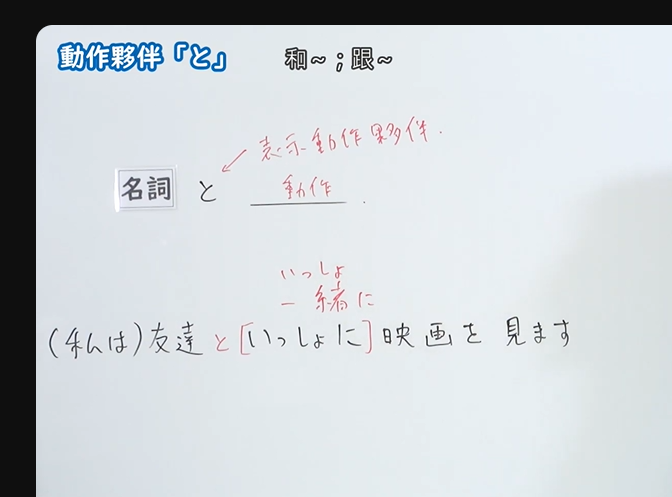 動作夥伴「と」　和~；跟~
表示動作夥伴.
名詞 と 動作 .
いっしょ
一緒に
(私は)友達と[いっしょに]映画を 見ます